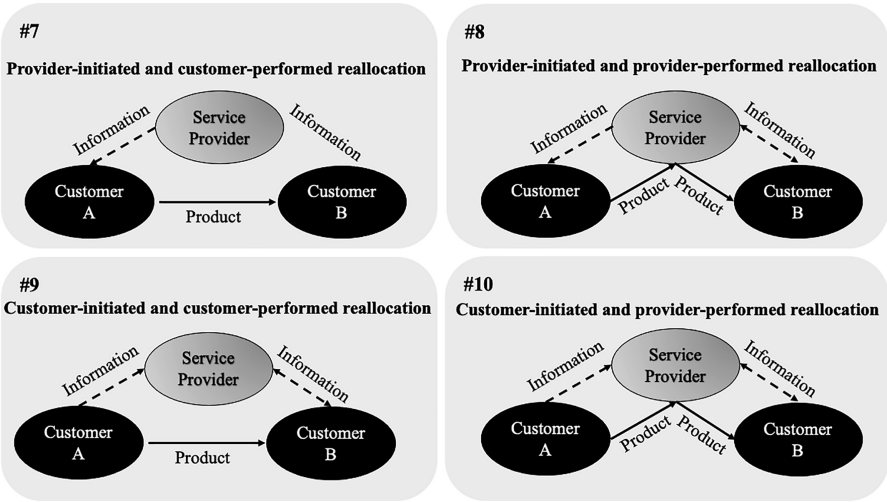 #7
Provider-initiated and customer-performed reallocation
Information
Service
Provider
Information
Customer
A
Product
Customer
B
#8
Provider-initiated and provider-performed reallocation
Information
Service
Provider
Information
Customer
A
Product
Product
Customer
B
#9
Customer-initiated and customer-performed reallocation
Information
Service
Provider
Information
Customer
A
Product
Customer
B
#10
Customer-initiated and provider-performed reallocation
Information
Service
Provider
Information
Customer
A
Product
Product
Customer
B